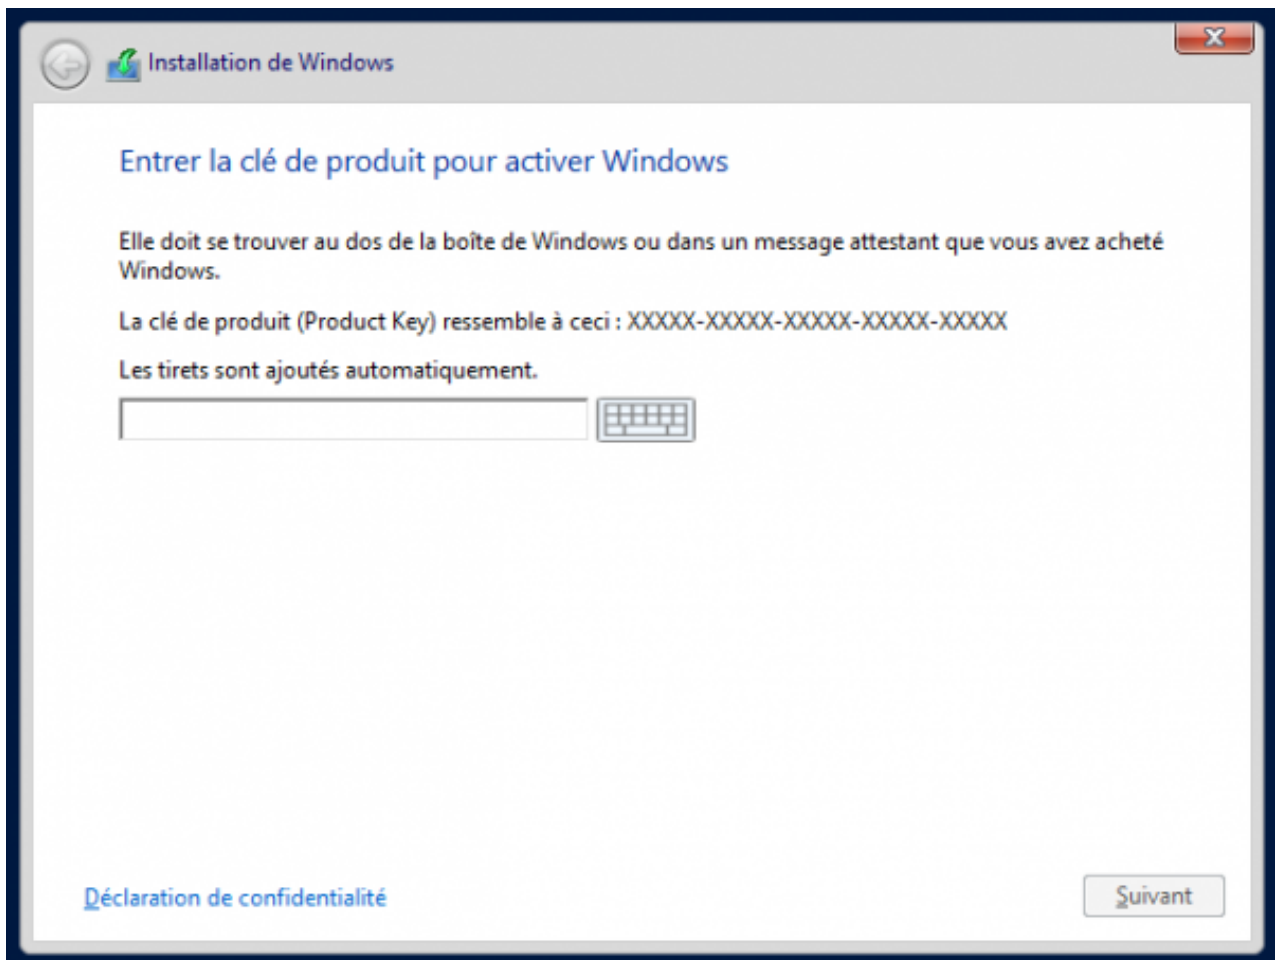 Installation de Windows
Entrer la clé de produit pour activer Windows
Elle doit se trouver au dos de la boîte de Windows ou dans un message attestant que vous avez acheté
Windows.
La clé de produit (Product Key) ressemble à ceci : XXXXX-XXXXX-XXXXX-XXXXX-XXXXX
Les tirets sont ajoutés automatiquement.
Déclaration de confidentialité
Suivant